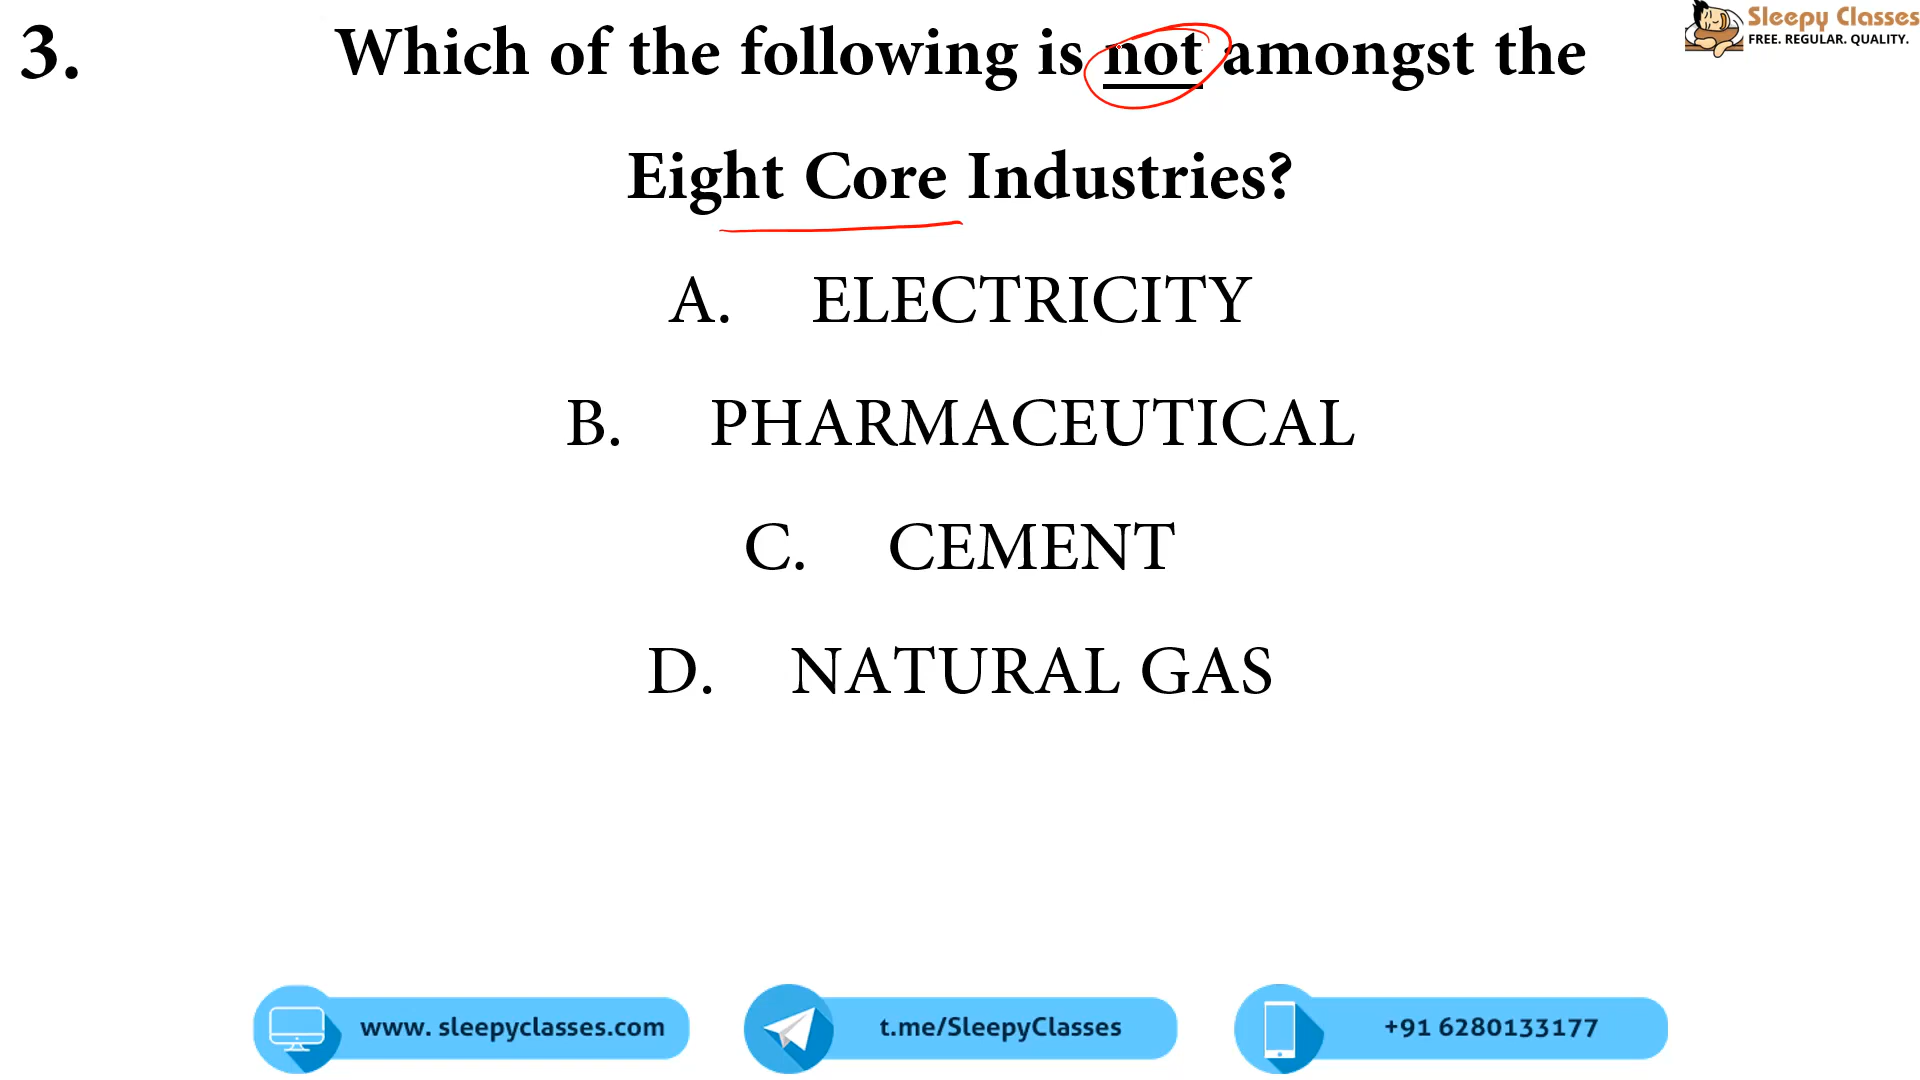 3. Which of the following is not amongst the
Eight Core Industries?
A. ELECTRICITY
B. PHARMACEUTICAL
C. CEMENT
D. NATURAL GAS
Sleepy Classes
FREE. REGULAR. QUALITY.
www. sleepyclasses.com
t.me/SleepyClasses
+91 6280133177